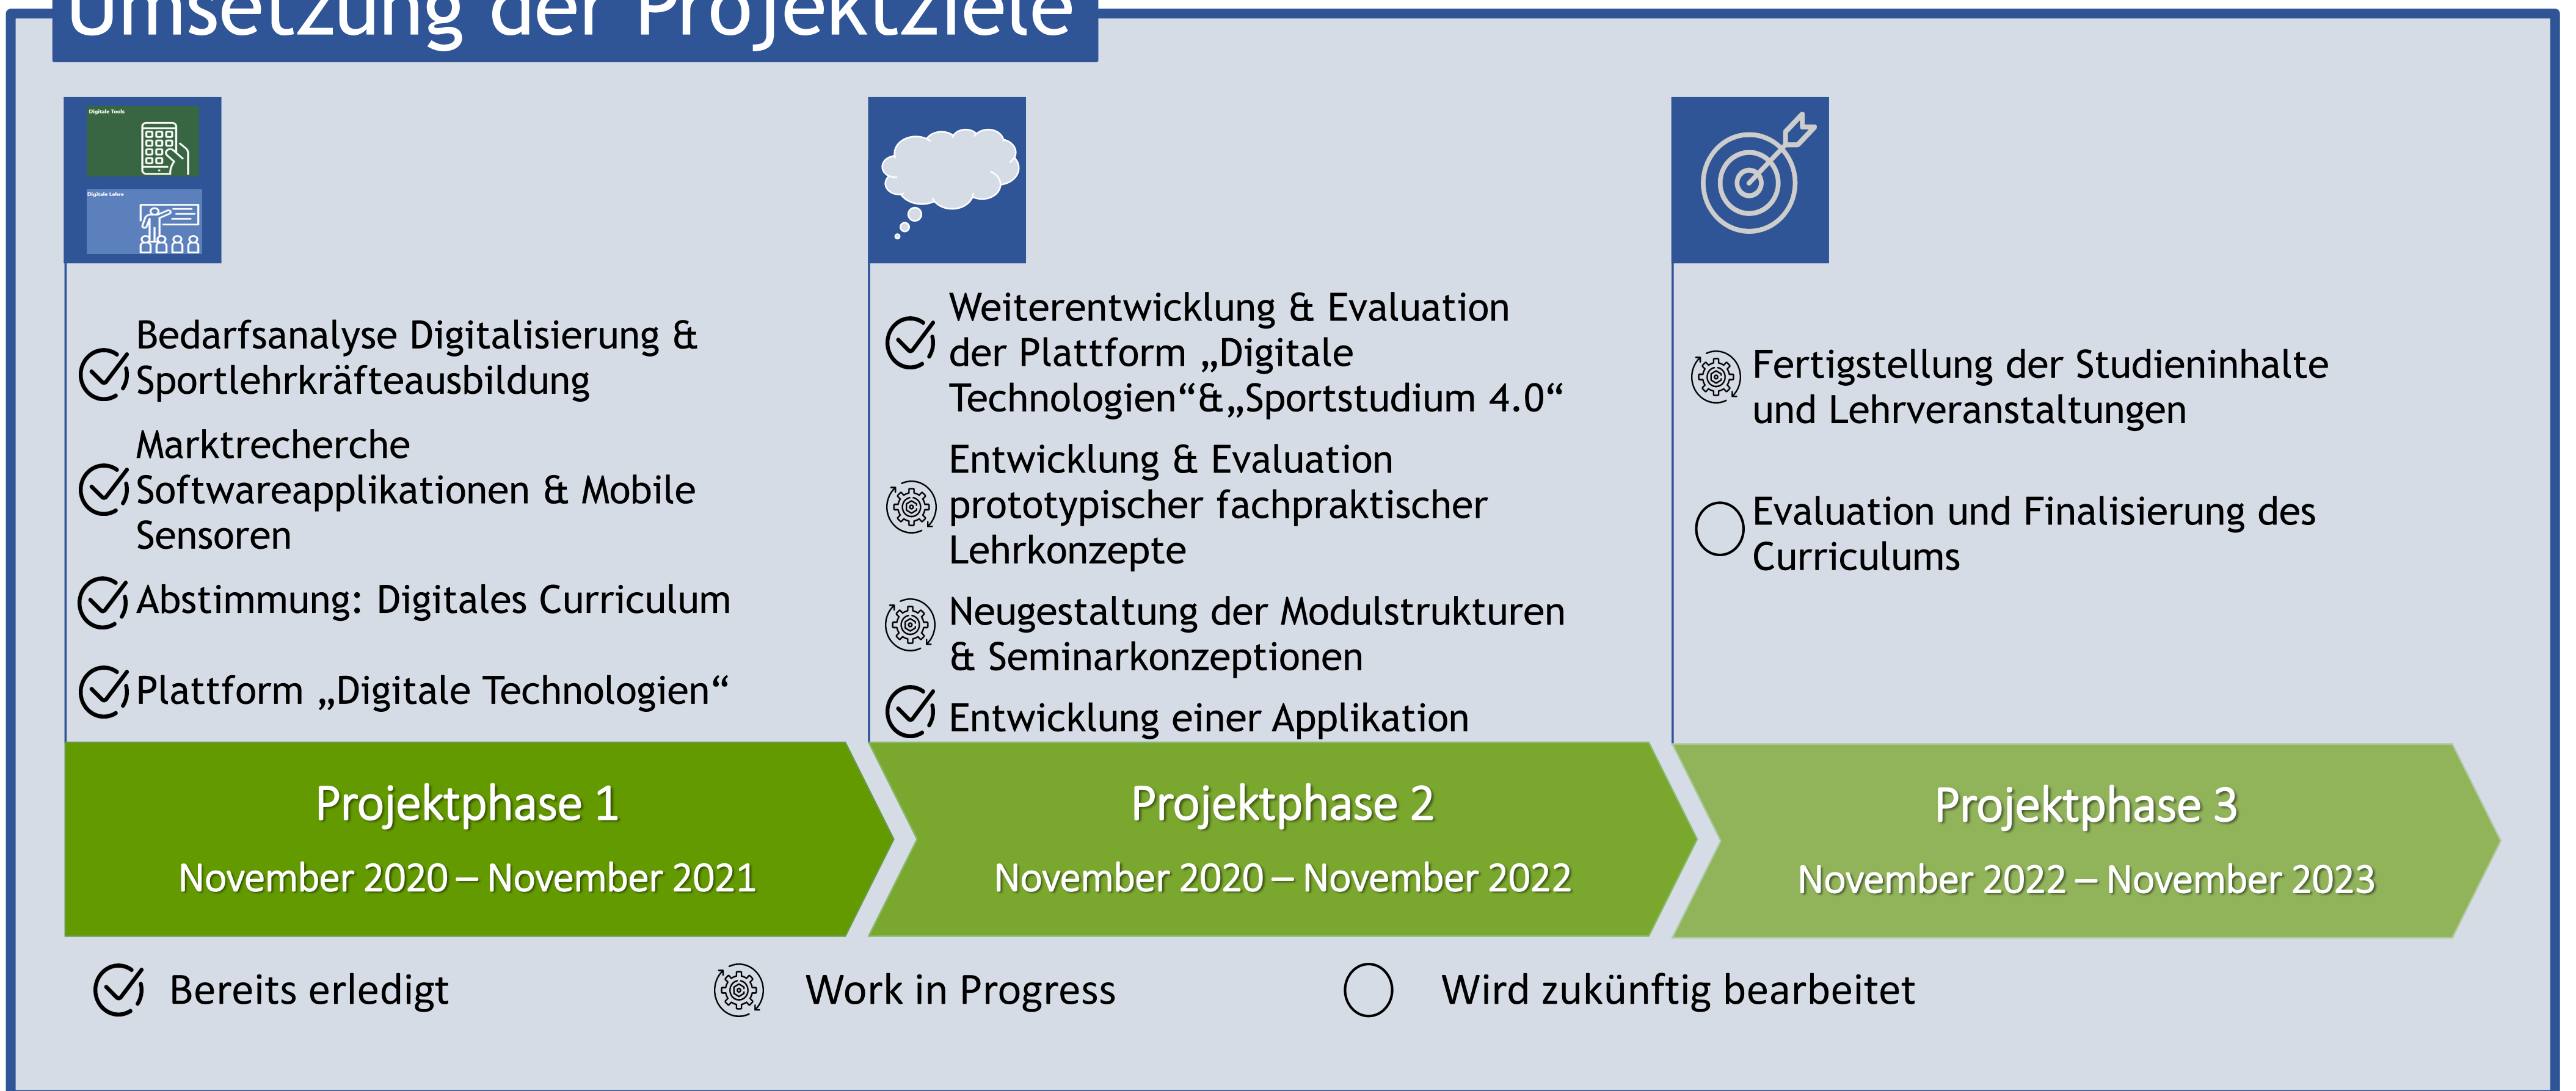 Umsetzung der Projektziele
Digitale Tools
Digitale Lehre
Bedarfsanalyse Digitalisierung &
Sportlehrkräfteausbildung
Marktrecherche
Softwareapplikationen & Mobile
Sensoren
Abstimmung: Digitales Curriculum
Plattform „Digitale Technologien“
Weiterentwicklung & Evaluation
der Plattform „Digitale
Technologien“&„Sportstudium 4.0“
Entwicklung & Evaluation
prototypischer fachpraktischer
Lehrkonzepte
Neugestaltung der Modulstrukturen
& Seminarkonzeptionen
Entwicklung einer Applikation
Fertigstellung der Studieninhalte
und Lehrveranstaltungen
Evaluation und Finalisierung des
Curriculums
Projektphase 1
November 2020 – November 2021
Projektphase 2
November 2020 – November 2022
Projektphase 3
November 2022 – November 2023
Bereits erledigt
Work in Progress
Wird zukünftig bearbeitet